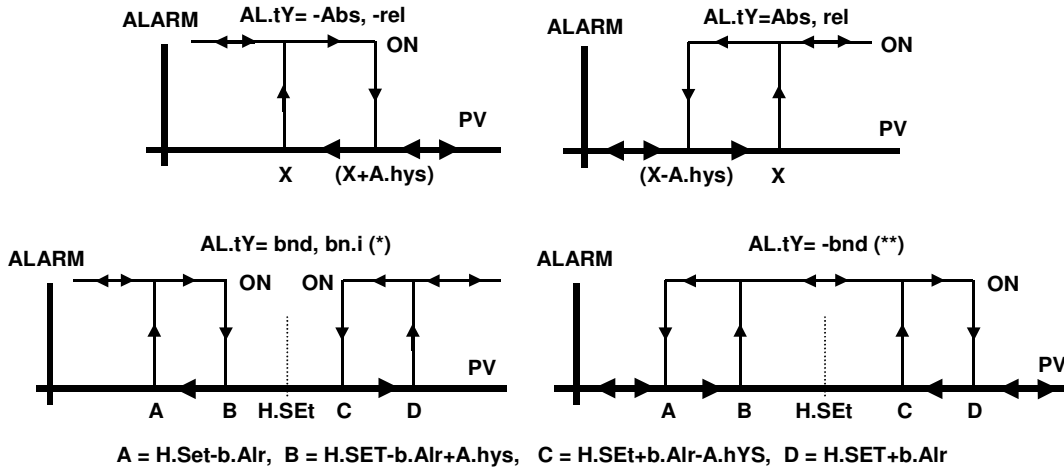 AL.tY= -Abs, -rel
ALARM
ON
PV
X
(X+A.hys)
AL.tY=Abs, rel
ALARM
ON
PV
(X-A.hys)
X
AL.tY= bnd, bn.i (*)
ALARM
ON
ON
PV
A
B
H.SEt
C
D
AL.tY= -bnd (**)
ALARM
ON
PV
A
B
H.SEt
C
D
A = H.Set-b.Alr, B = H.SET-b.Alr+A.hys, C = H.SEt+b.Alr-A.hYS, D = H.SET+b.Alr